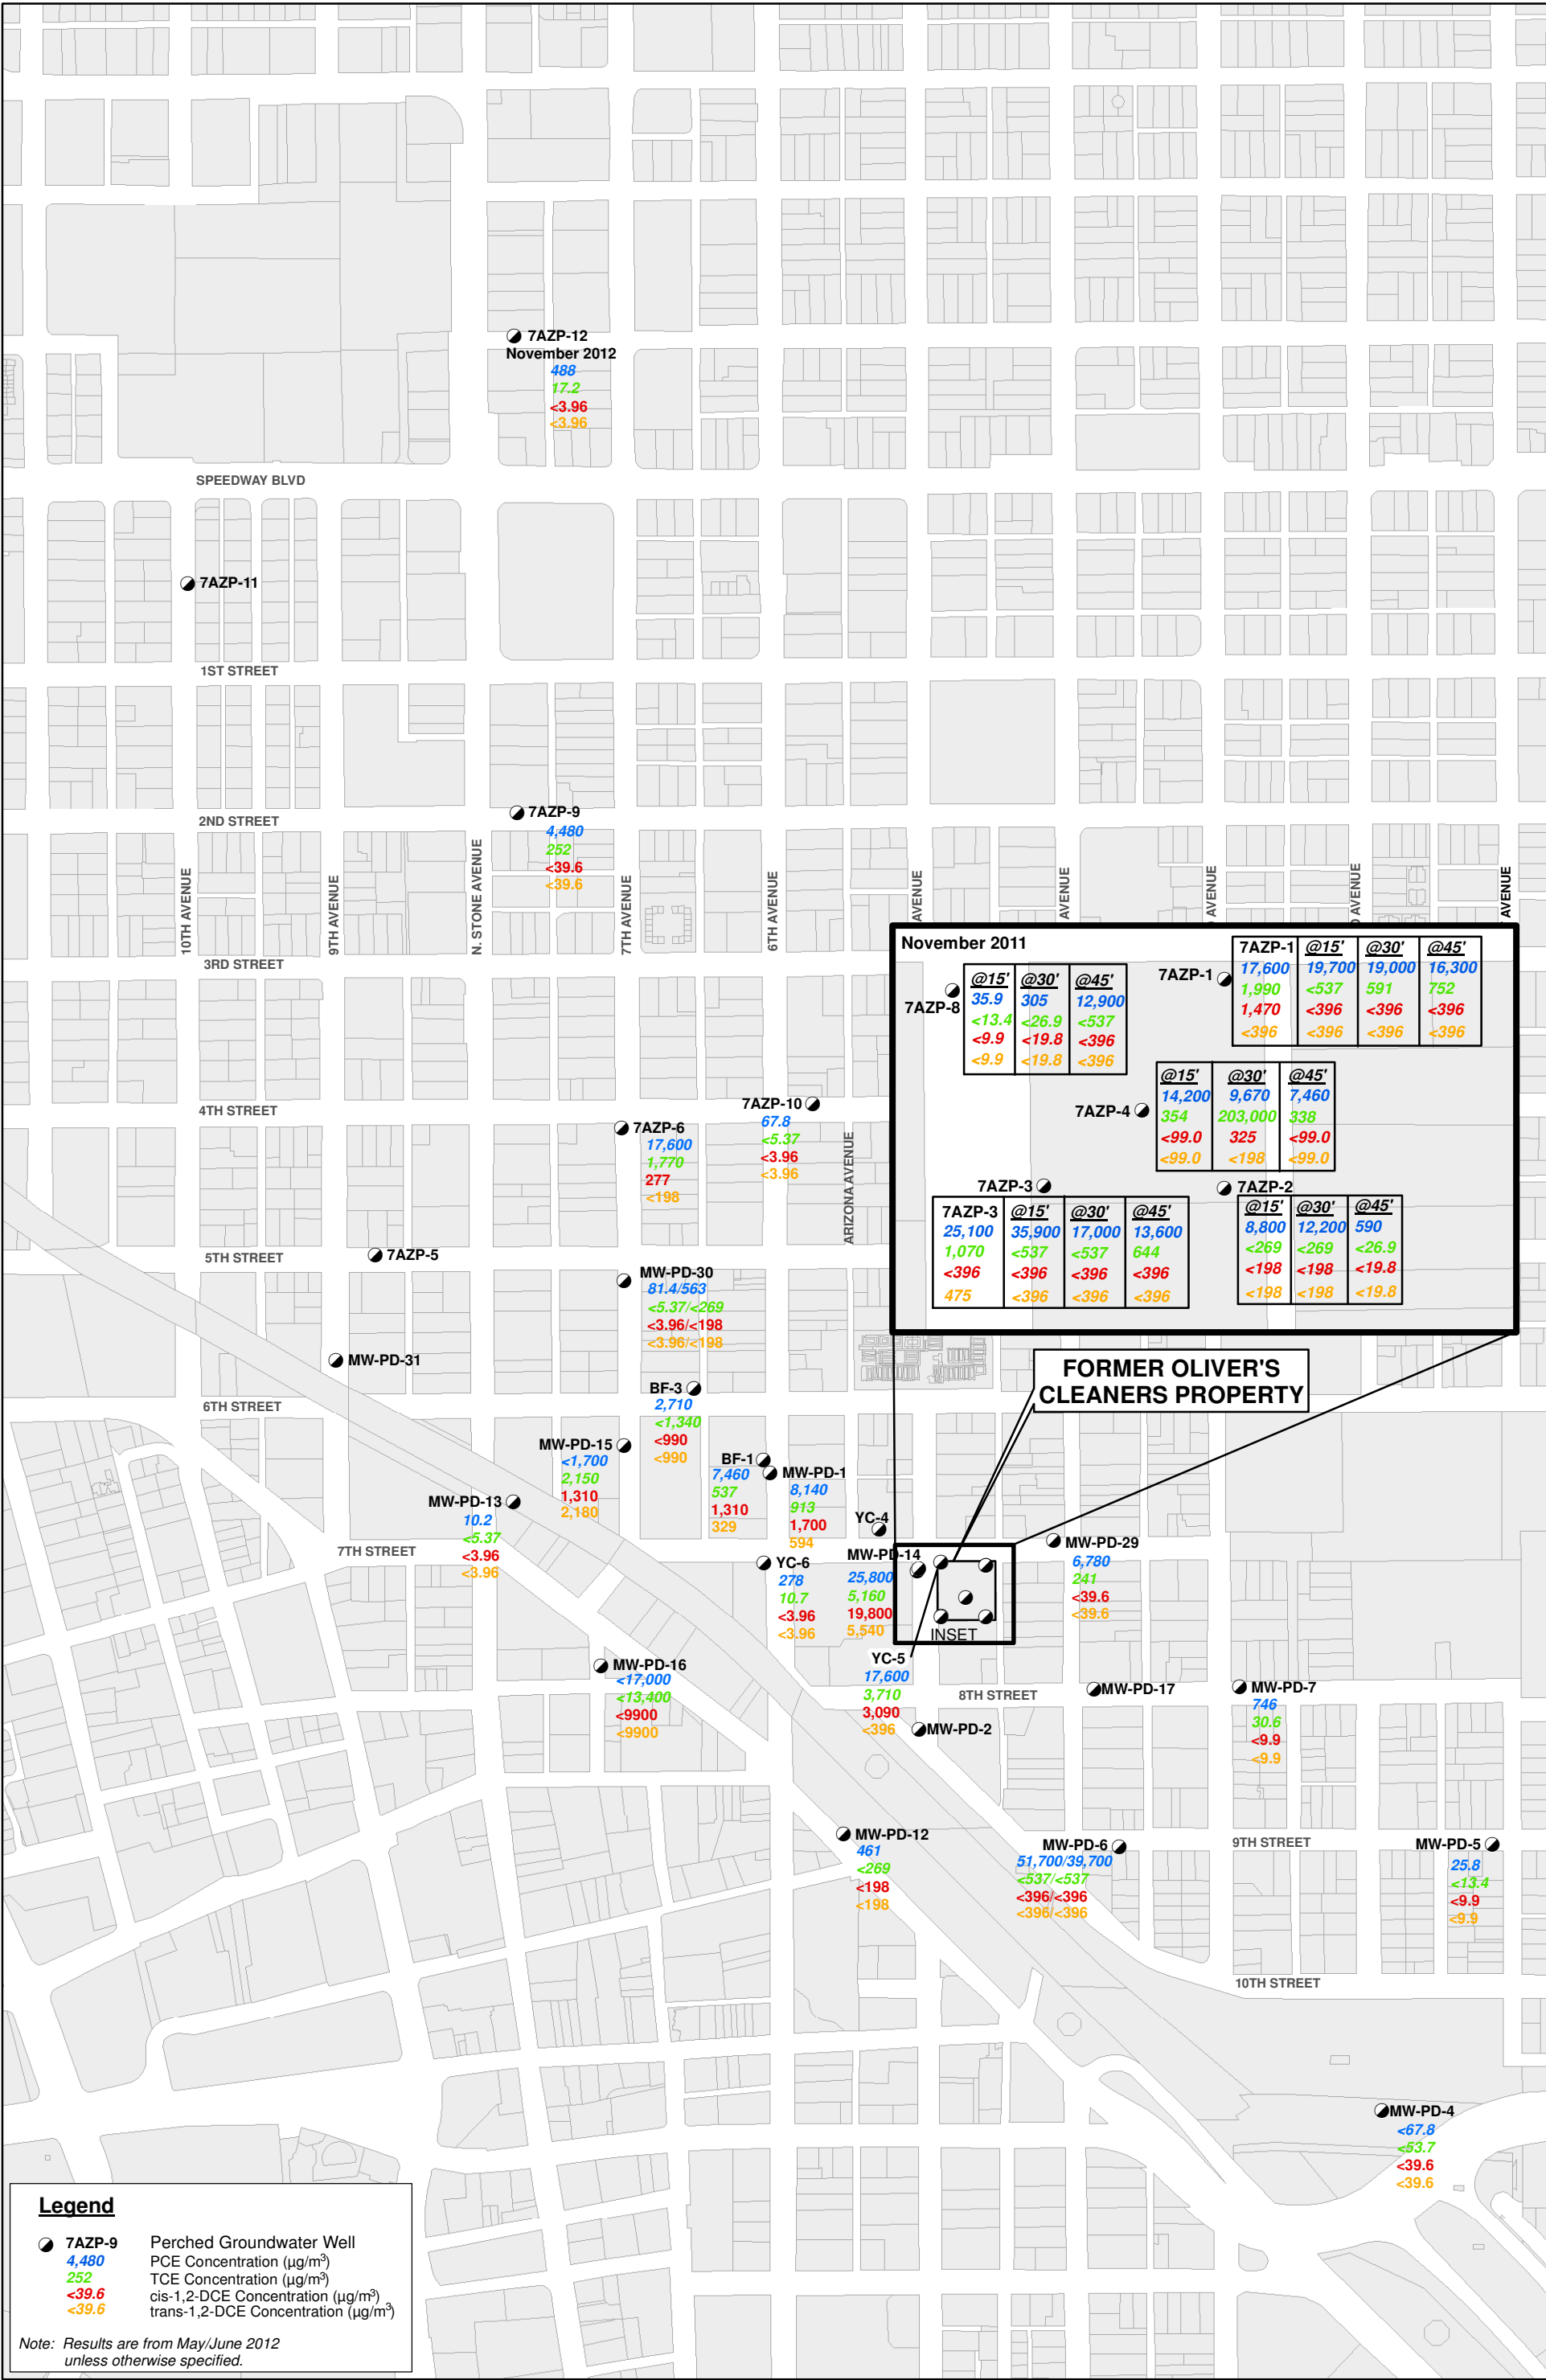 7AZP-12
November 2012
488
17.2
<3.96
<3.96
SPEEDWAY BLVD
7AZP-11
1ST STREET
7AZP-9
4,480
252
<39.6
<39.6
2ND STREET
10TH AVENUE
9TH AVENUE
N. STONE AVENUE
7TH AVENUE
6TH AVENUE
AVENUE
AVENUE
AVENUE
AVENUE
AVENUE
3RD STREET
November 2011
7AZP-8
@15' @30' @45'
35.9 305 12,900
<13.4 <26.9 <537
<9.9 <19.8 <396
<9.9 <19.8 <396
7AZP-1
7AZP-1 @15' @30' @45'
17,600 19,700 19,000 16,300
1,990 <537 591 752
1,470 <396 <396 <396
<396 <396 <396 <396
7AZP-4
@15' @30' @45'
14,200 9,670 7,460
354 203,000 338
<99.0 325 <99.0
<99.0 <198 <99.0
7AZP-3
7AZP-3 @15' @30' @45'
25,100 35,900 17,000 13,600
1,070 <537 <537 644
<396 <396 <396 <396
475 <396 <396 <396
7AZP-2
@15' @30' @45'
8,800 12,200 590
<269 <269 <26.9
<198 <198 <19.8
<198 <198 <19.8
4TH STREET
7AZP-10
67.8
<5.37
<3.96
<3.96
7AZP-6
17,600
1,770
277
<198
ARIZONA AVENUE
5TH STREET
7AZP-5
MW-PD-30
81.4/563
<5.37/<269
<3.96/<198
<3.96/<198
MW-PD-31
FORMER OLIVER'S
CLEANERS PROPERTY
6TH STREET
BF-3
2,710
<1,340
<990
<990
MW-PD-15
<1,700
2,150
1,310
2,180
BF-1
7,460
537
1,310
329
MW-PD-1
8,140
913
1,700
594
MW-PD-13
10.2
<5.37
<3.96
<3.96
YC-4
7TH STREET
MW-PD-29
6,780
241
<39.6
<39.6
MW-PD-14
25,800
5,160
19,800
5,540
YC-6
278
10.7
<3.96
<3.96
INSET
YC-5
17,600
3,710
3,090
<396
MW-PD-16
<17,000
<13,400
<9900
<9900
8TH STREET
MW-PD-17
MW-PD-7
746
30.6
<9.9
<9.9
MW-PD-2
MW-PD-12
461
<269
<198
<198
MW-PD-6
51,700/39,700
<537/<537
<396/<396
<396/<396
9TH STREET
MW-PD-5
25.8
<13.4
<9.9
<9.9
10TH STREET
MW-PD-4
<67.8
<53.7
<39.6
<39.6
Legend
7AZP-9 Perched Groundwater Well
4,480 PCE Concentration (µg/m³)
252 TCE Concentration (µg/m³)
<39.6 cis-1,2-DCE Concentration (µg/m³)
<39.6 trans-1,2-DCE Concentration (µg/m³)
Note: Results are from May/June 2012
unless otherwise specified.